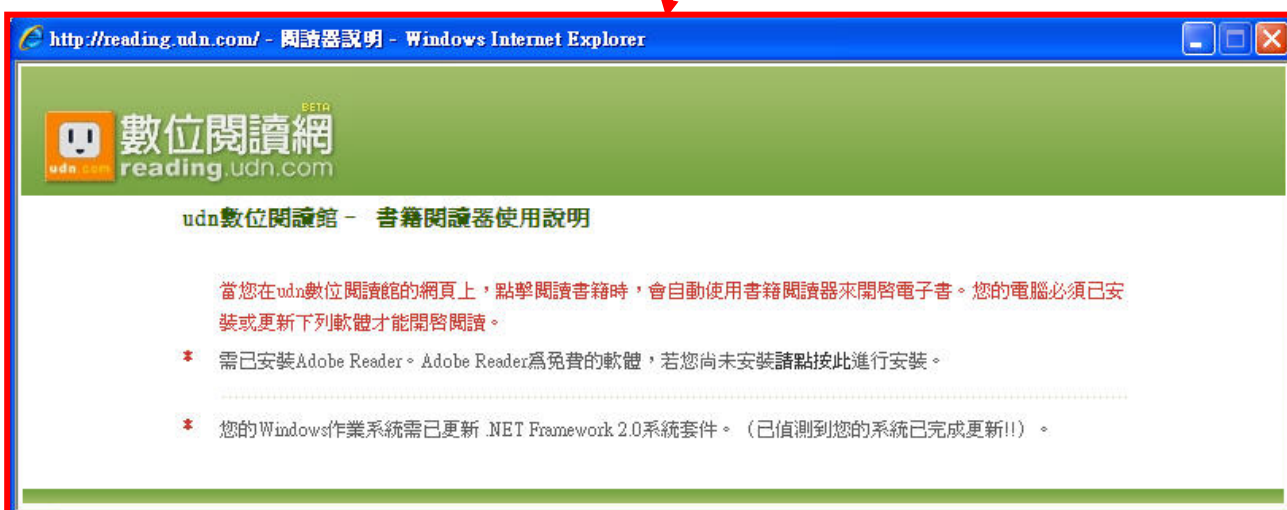 http://reading.udn.com/ - 閱讀器說明 - Windows Internet Explorer
BETA
數位閱讀網
udn.com reading.udn.com
udn數位閱讀館 - 書籍閱讀器使用說明
當您在udn數位閱讀館的網頁上，點擊閱讀書籍時，會自動使用書籍閱讀器來開啟電子書。您的電腦必須已安
裝或更新下列軟體才能開啟閱讀。
* 需已安裝Adobe Reader。Adobe Reader為免費的軟體，若您尚未安裝請點按此進行安裝。
* 您的Windows作業系統需已更新 .NET Framework 2.0系統套件。（已偵測到您的系統已完成更新!!）。